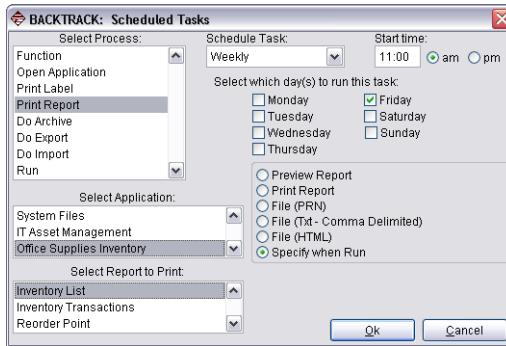 BACKTRACK: Scheduled Tasks
Select Process:
Function
Open Application
Print Label
Print Report
Do Archive
Do Export
Do Import
Run
Schedule Task:
Weekly
Start time:
11:00 am pm
Select which day(s) to run this task:
Monday Friday
Tuesday Saturday
Wednesday Sunday
Thursday
Preview Report
Print Report
File (PRN)
File (Txt - Comma Delimited)
File (HTML)
Specify when Run
Select Application:
System Files
IT Asset Management
Office Supplies Inventory
Select Report to Print:
Inventory List
Inventory Transactions
Reorder Point
Ok Cancel